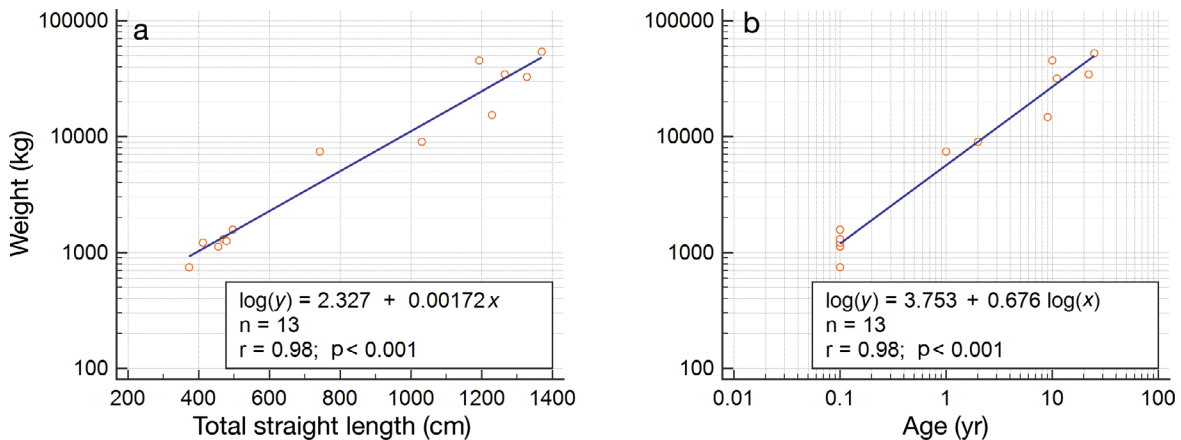 a
100000
10000
1000
100
Weight (kg)
log(y) = 2.327 + 0.00172x
n = 13
r = 0.98; p< 0.001
200 400 600 800 1000 1200 1400
Total straight length (cm)
b
100000
10000
1000
100
log(y) = 3.753 + 0.676 log(x)
n = 13
r = 0.98; p< 0.001
0.01 0.1 1 10 100
Age (yr)